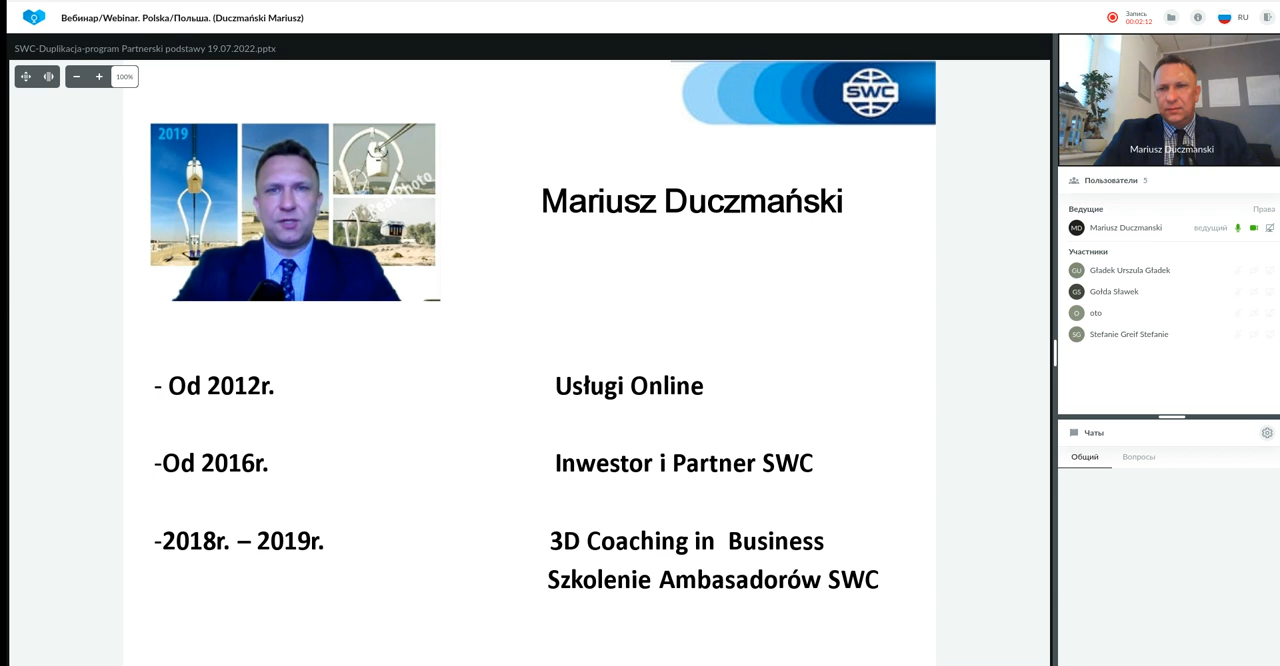 Вебинар/Webinar. Polska/Польша. (Duczmański Mariusz)
Запись
00:02:12
RU
SWC-Duplikacja-program Partnerski podstawy 19.07.2022.pptx
100%
SWC
2019
Real photo
Mariusz Duczmański
- Od 2012r. Usługi Online
-Od 2016r. Inwestor i Partner SWC
-2018r. – 2019r. 3D Coaching in Business
Szkolenie Ambasadorów SWC
Mariusz Duczmanski
Пользователи 5
Ведущие Права
MD Mariusz Duczmanski ведущий
Участники
GU Gładek Urszula Gładek
GS Gołda Sławek
O oto
SG Stefanie Greif Stefanie
Чаты
Общий Вопросы